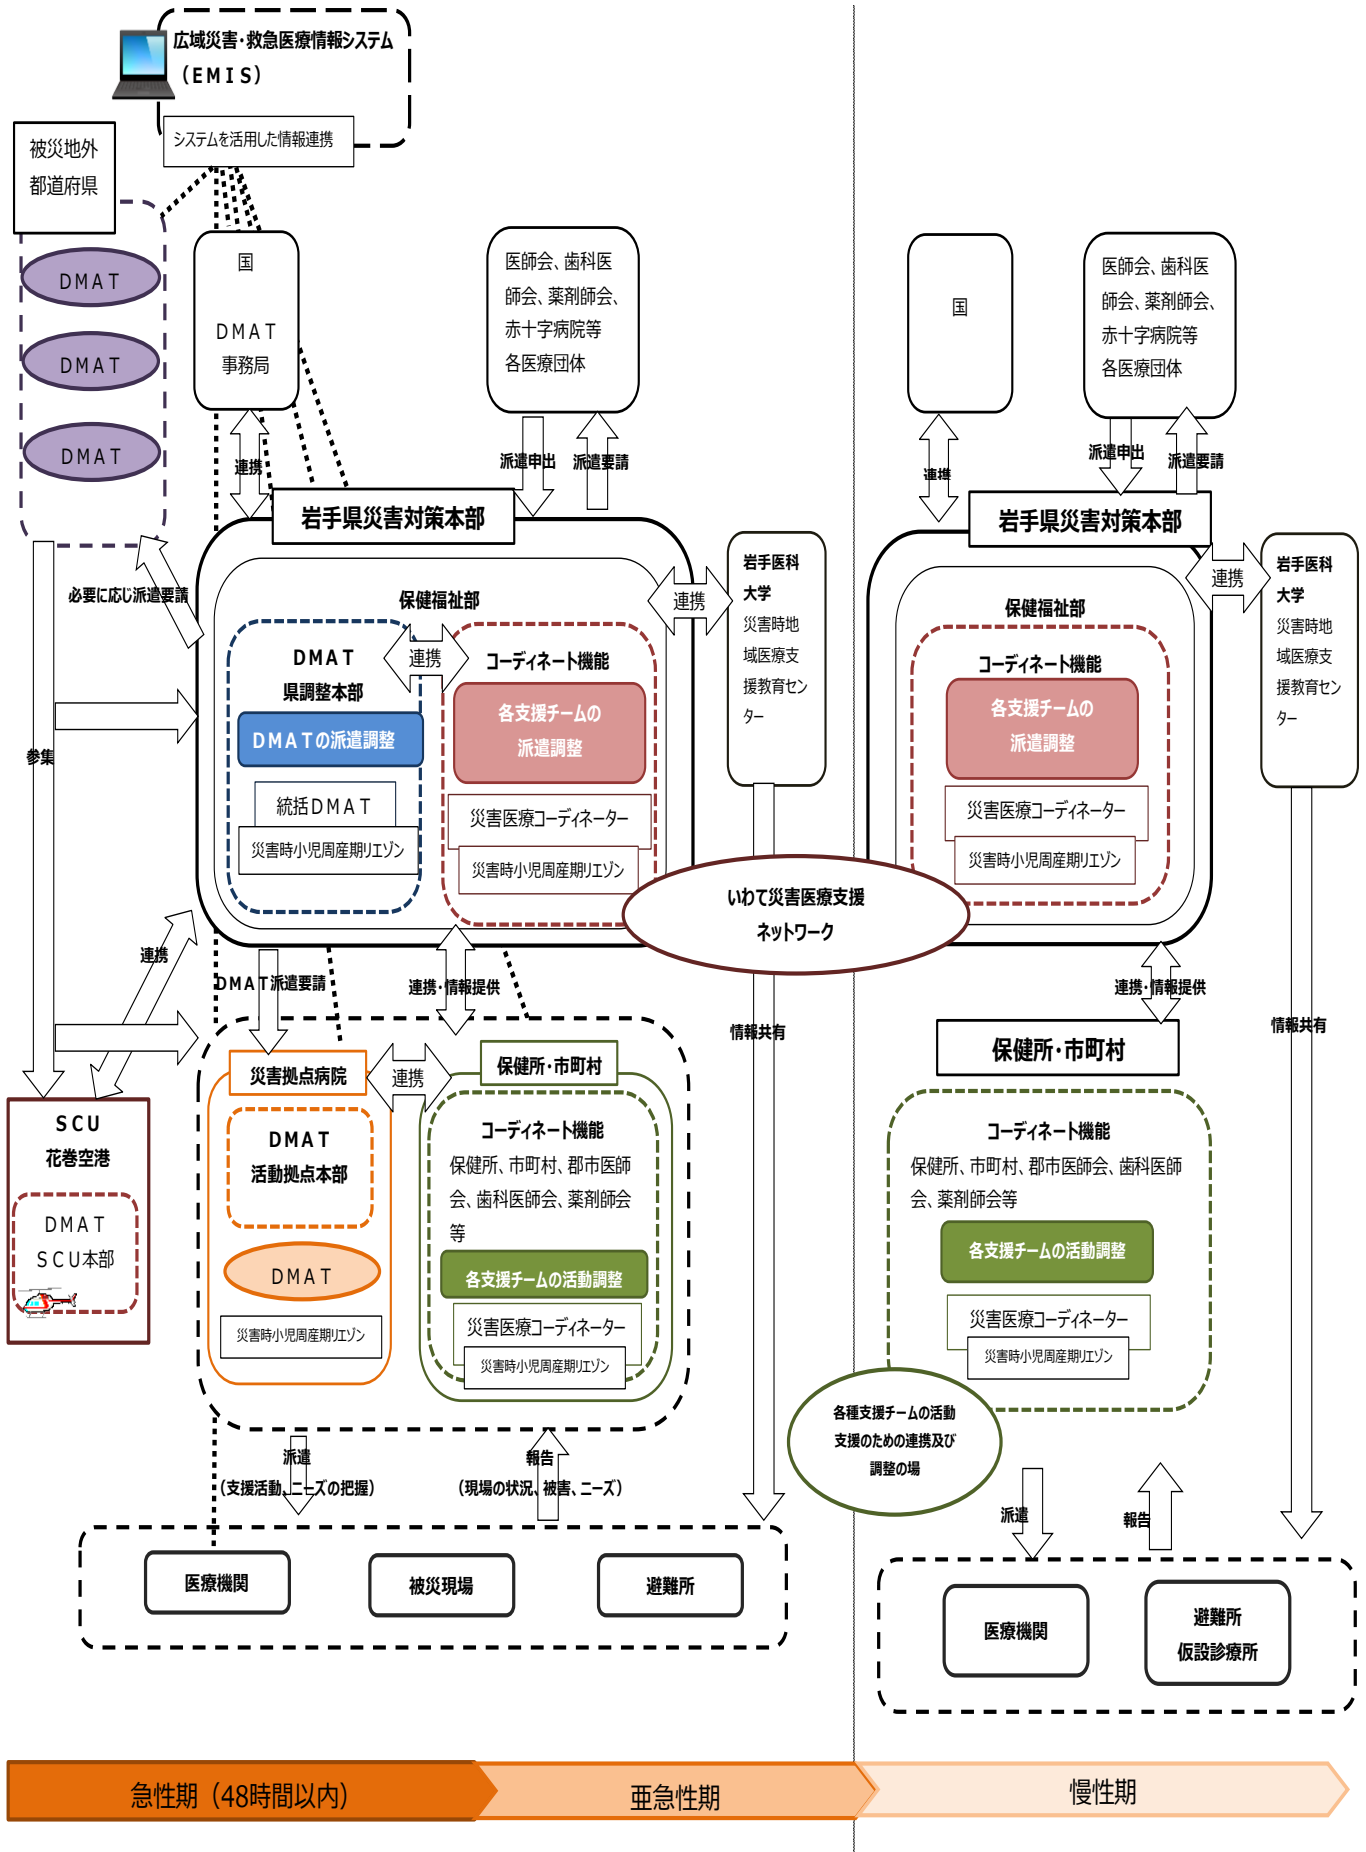 広域災害・救急医療情報システム
（ＥＭＩＳ）
システムを活用した情報連携
被災地外
都道府県
ＤＭＡＴ
ＤＭＡＴ
ＤＭＡＴ
国
ＤＭＡＴ
事務局
医師会、歯科医
師会、薬剤師会、
赤十字病院等
各医療団体
連携
派遣申出
派遣要請
岩手県災害対策本部
必要に応じ派遣要請
保健福祉部
ＤＭＡＴ
県調整本部
連携
コーディネート機能
ＤＭＡＴの派遣調整
各支援チームの
派遣調整
統括ＤＭＡＴ
災害時小児周産期リエゾン
災害医療コーディネーター
災害時小児周産期リエゾン
連携
岩手医科
大学
災害時地
域医療支
援教育セン
ター
参集
いわて災害医療支援
ネットワーク
連携
ＤＭＡＴ派遣要請
連携・情報提供
情報共有
災害拠点病院
連携
保健所・市町村
ＳＣＵ
花巻空港
ＤＭＡＴ
ＳＣＵ本部
ＤＭＡＴ
活動拠点本部
ＤＭＡＴ
災害時小児周産期リエゾン
コーディネート機能
保健所、市町村、郡市医師
会、歯科医師会、薬剤師会
等
各支援チームの活動調整
災害医療コーディネーター
災害時小児周産期リエゾン
派遣
（支援活動、ニーズの把握）
報告
（現場の状況、被害、ニーズ）
医療機関
被災現場
避難所
国
医師会、歯科医
師会、薬剤師会、
赤十字病院等
各医療団体
連携
派遣申出
派遣要請
岩手県災害対策本部
保健福祉部
コーディネート機能
各支援チームの
派遣調整
災害医療コーディネーター
災害時小児周産期リエゾン
連携
岩手医科
大学
災害時地
域医療支
援教育セン
ター
連携・情報提供
情報共有
保健所・市町村
コーディネート機能
保健所、市町村、郡市医師会、歯科医師
会、薬剤師会等
各支援チームの活動調整
災害医療コーディネーター
災害時小児周産期リエゾン
各種支援チームの活動
支援のための連携及び
調整の場
派遣
報告
医療機関
避難所
仮設診療所
急性期（48時間以内）
亜急性期
慢性期